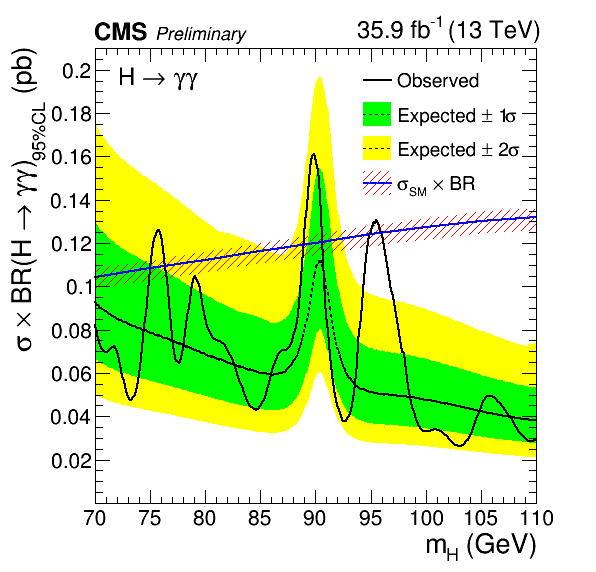 CMS Preliminary 35.9 fb⁻¹ (13 TeV)
H → γγ
Observed
Expected ± 1σ
Expected ± 2σ
σ_SM × BR
σ × BR(H → γγ)_95%CL (pb)
0.2
0.18
0.16
0.14
0.12
0.1
0.08
0.06
0.04
0.02
70 75 80 85 90 95 100 105 110
m_H (GeV)